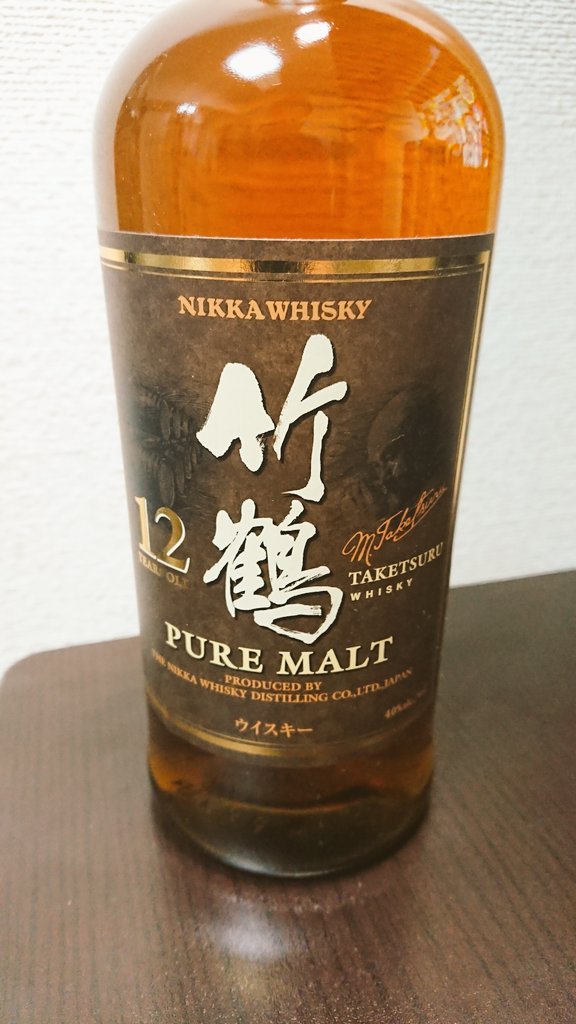 NIKKA WHISKY
竹鶴
12
YEARS OLD
M. Taketsuru
TAKETSURU
WHISKY
PURE MALT
PRODUCED BY
THE NIKKA WHISKY DISTILLING CO.,LTD.,JAPAN
ウイスキー